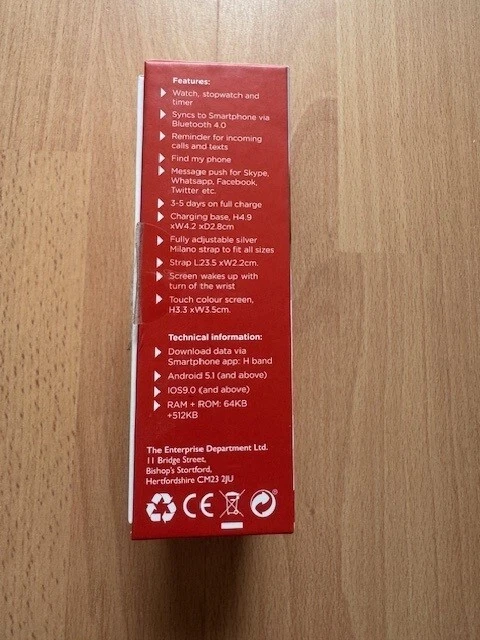 Features:
Watch, stopwatch and
timer
Syncs to Smartphone via
Bluetooth 4.0
Reminder for incoming
calls and texts
Find my phone
Message push for Skype,
Whatsapp, Facebook,
Twitter etc.
3-5 days on full charge
Charging base, H4.9
xW4.2 xD2.8cm
Fully adjustable silver
Milano strap to fit all sizes
Strap L23.5 xW2.2cm.
Screen wakes up with
turn of the wrist
Touch colour screen,
H3.3 xW3.5cm.
Technical information:
Download data via
Smartphone app: H band
Android 5.1 (and above)
IOS9.0 (and above)
RAM + ROM: 64KB
+512KB
The Enterprise Department Ltd.
11 Bridge Street,
Bishop's Stortford,
Hertfordshire CM23 2JU
CE